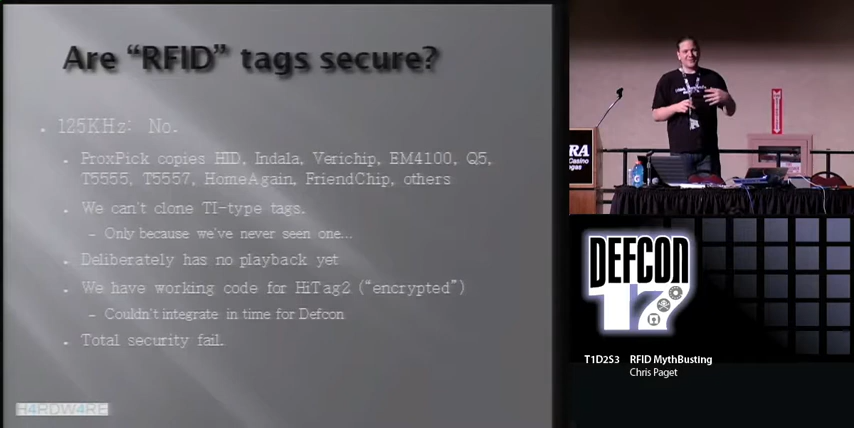 Are “RFID” tags secure?
125KHz: No.
ProxPick copies HID, Indala, Verichip, EM4100, Q5,
T5555, T5557, HomeAgain, FriendChip, others
We can't clone TI-type tags.
– Only because we've never seen one...
Deliberately has no playback yet
We have working code for HiTag2 (“encrypted”)
– Couldn't integrate in time for Defcon
Total security fail.
H4RDW4RE
RA
Casino
egas
DEFCON
17
T1D2S3 RFID MythBusting
Chris Paget